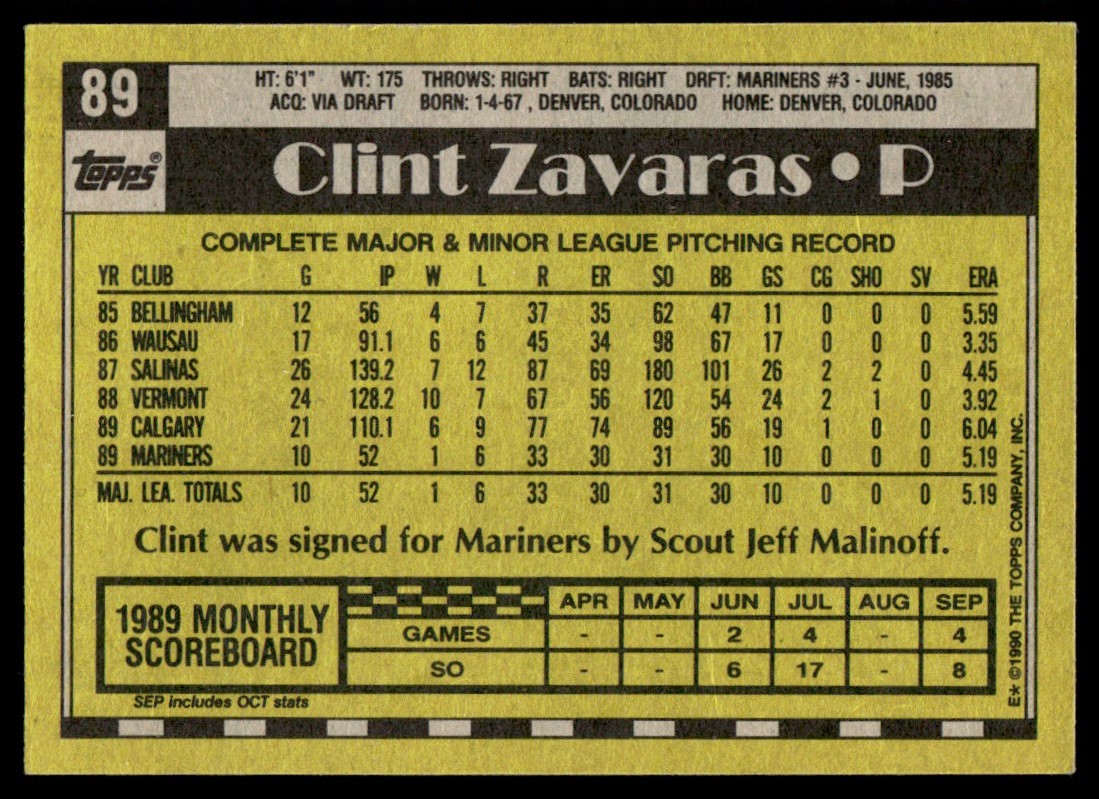 89
HT: 6'1" WT: 175 THROWS: RIGHT BATS: RIGHT DRFT: MARINERS #3 - JUNE, 1985
ACQ: VIA DRAFT BORN: 1-4-67 , DENVER, COLORADO HOME: DENVER, COLORADO
topps®
Clint Zavaras • P
COMPLETE MAJOR & MINOR LEAGUE PITCHING RECORD
YR CLUB G IP W L R ER SO BB GS CG SHO SV ERA
85 BELLINGHAM 12 56 4 7 37 35 62 47 11 0 0 0 5.59
86 WAUSAU 17 91.1 6 6 45 34 98 67 17 0 0 0 3.35
87 SALINAS 26 139.2 7 12 87 69 180 101 26 2 2 0 4.45
88 VERMONT 24 128.2 10 7 67 56 120 54 24 2 1 0 3.92
89 CALGARY 21 110.1 6 9 77 74 89 56 19 1 0 0 6.04
89 MARINERS 10 52 1 6 33 30 31 30 10 0 0 0 5.19
MAJ. LEA. TOTALS 10 52 1 6 33 30 31 30 10 0 0 0 5.19
Clint was signed for Mariners by Scout Jeff Malinoff.
1989 MONTHLY
SCOREBOARD
APR MAY JUN JUL AUG SEP
GAMES - - 2 4 - 4
SO - - 6 17 - 8
SEP includes OCT stats
E* ©1990 THE TOPPS COMPANY, INC.